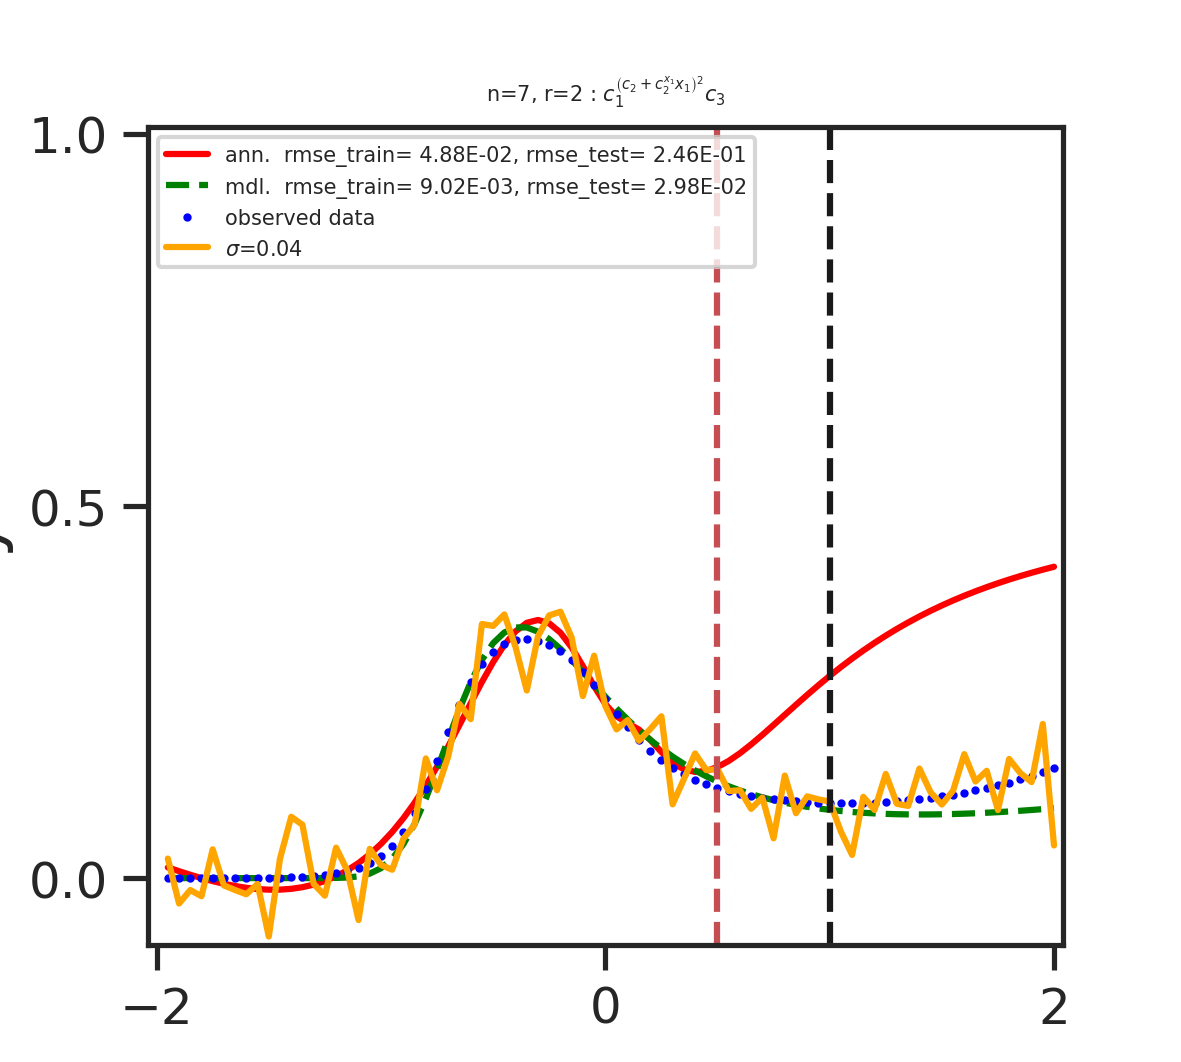 n=7, r=2 : $c_1^{(c_2+c_2^{x_1}x_1)^2}c_3$
1.0
ann.  rmse_train= 4.88E-02, rmse_test= 2.46E-01
mdl.  rmse_train= 9.02E-03, rmse_test= 2.98E-02
observed data
σ=0.04
0.5
0.0
−2
0
2